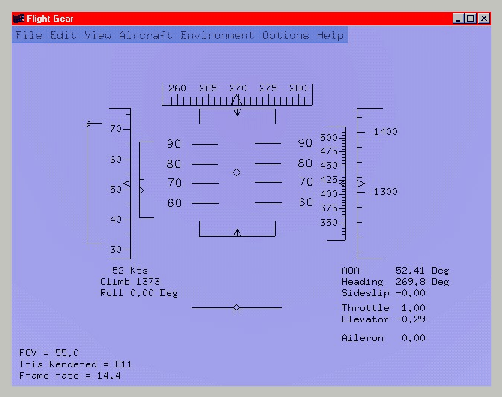 Flight Gear
File Edit View Aircraft Environment Options Help
260 265 270 275 280
70
60
50
40
30
90 90
80 80
70 70
60
500
475
450
425
400
375
350
1400
1300
52 Kts
Climb 1373
Roll 0.00 Deg
AOA 52.41 Deg
Heading 269.8 Deg
Sideslip -0.00
Throttle 1.00
Elevator 0.29
Aileron 0.00
FOV = 55.0
Tris Rendered =
Frame rate = 14.4